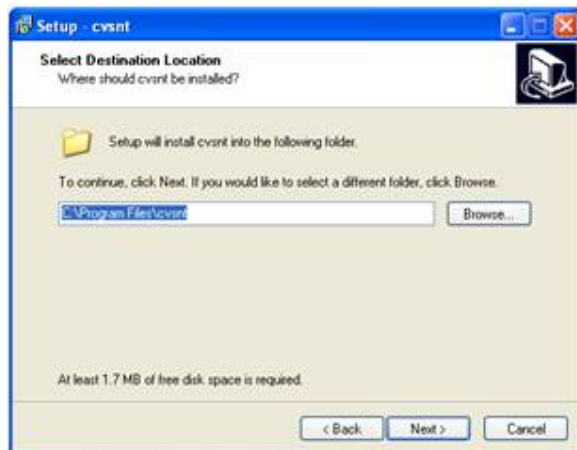 Setup - cvsnt
Select Destination Location
Where should cvsnt be installed?
Setup will install cvsnt into the following folder.
To continue, click Next. If you would like to select a different folder, click Browse.
C:\Program Files\cvsnt
Browse...
At least 1.7 MB of free disk space is required.
< Back
Next >
Cancel